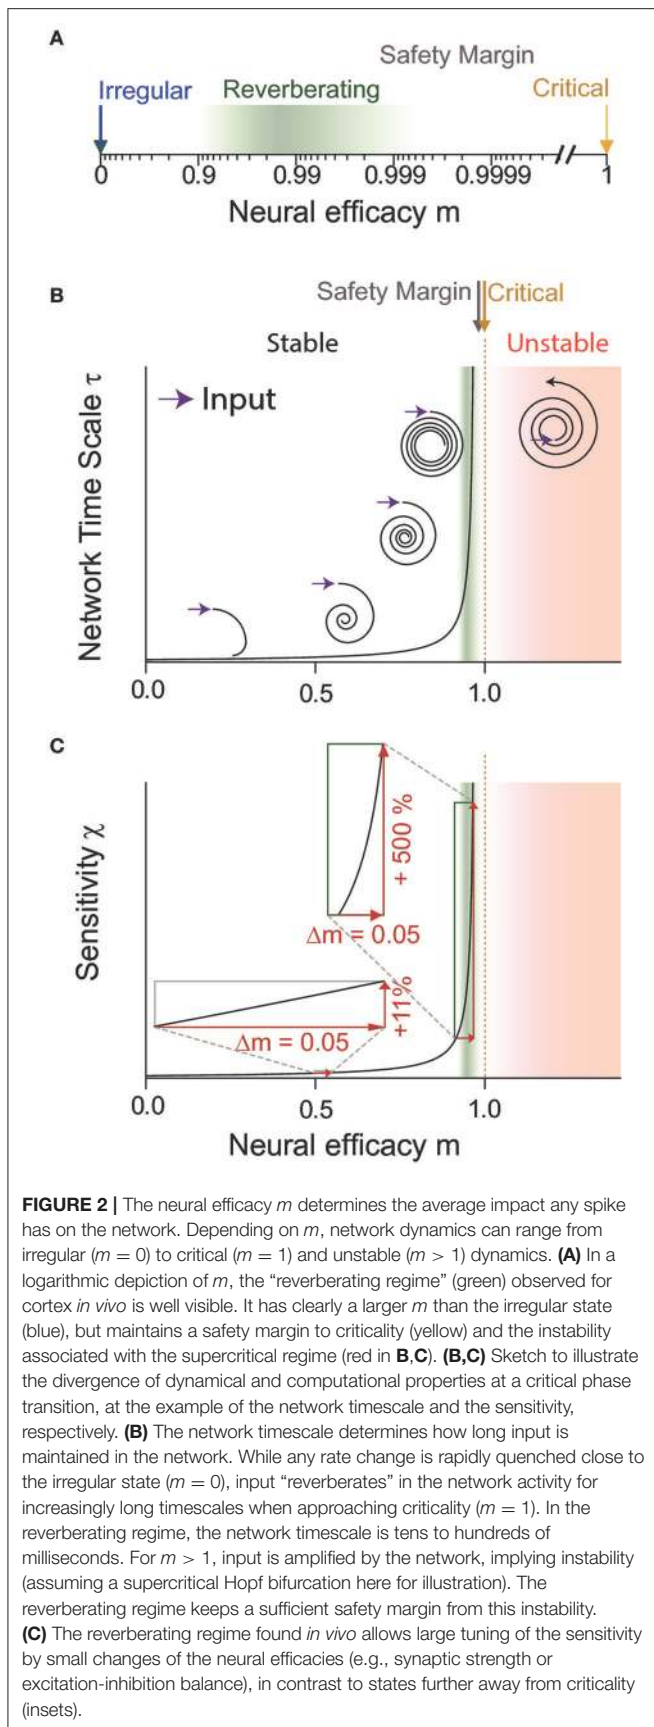 A
Safety Margin
Irregular Reverberating Critical
0 0.9 0.99 0.999 0.9999 // 1
Neural efficacy m
B
Safety Margin Critical
Stable Unstable
Network Time Scale τ
Input
0.0 0.5 1.0
C
Sensitivity χ
+ 500 %
Δm = 0.05
+11%
Δm = 0.05
0.0 0.5 1.0
Neural efficacy m
FIGURE 2 | The neural efficacy m determines the average impact any spike
has on the network. Depending on m, network dynamics can range from
irregular (m = 0) to critical (m = 1) and unstable (m > 1) dynamics. (A) In a
logarithmic depiction of m, the “reverberating regime” (green) observed for
cortex in vivo is well visible. It has clearly a larger m than the irregular state
(blue), but maintains a safety margin to criticality (yellow) and the instability
associated with the supercritical regime (red in B,C). (B,C) Sketch to illustrate
the divergence of dynamical and computational properties at a critical phase
transition, at the example of the network timescale and the sensitivity,
respectively. (B) The network timescale determines how long input is
maintained in the network. While any rate change is rapidly quenched close to
the irregular state (m = 0), input “reverberates” in the network activity for
increasingly long timescales when approaching criticality (m = 1). In the
reverberating regime, the network timescale is tens to hundreds of
milliseconds. For m > 1, input is amplified by the network, implying instability
(assuming a supercritical Hopf bifurcation here for illustration). The
reverberating regime keeps a sufficient safety margin from this instability.
(C) The reverberating regime found in vivo allows large tuning of the sensitivity
by small changes of the neural efficacies (e.g., synaptic strength or
excitation-inhibition balance), in contrast to states further away from criticality
(insets).